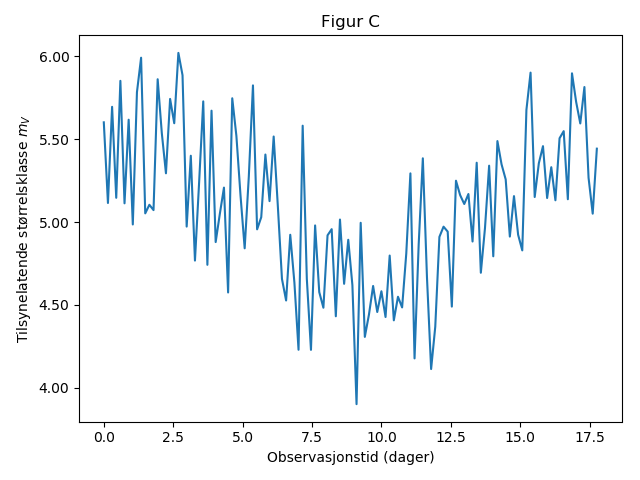 Figur C
Tilsynelatende størrelsesklasse $m_V$
6.00
5.50
5.00
4.50
4.00
0.0 2.5 5.0 7.5 10.0 12.5 15.0 17.5
Observasjonstid (dager)